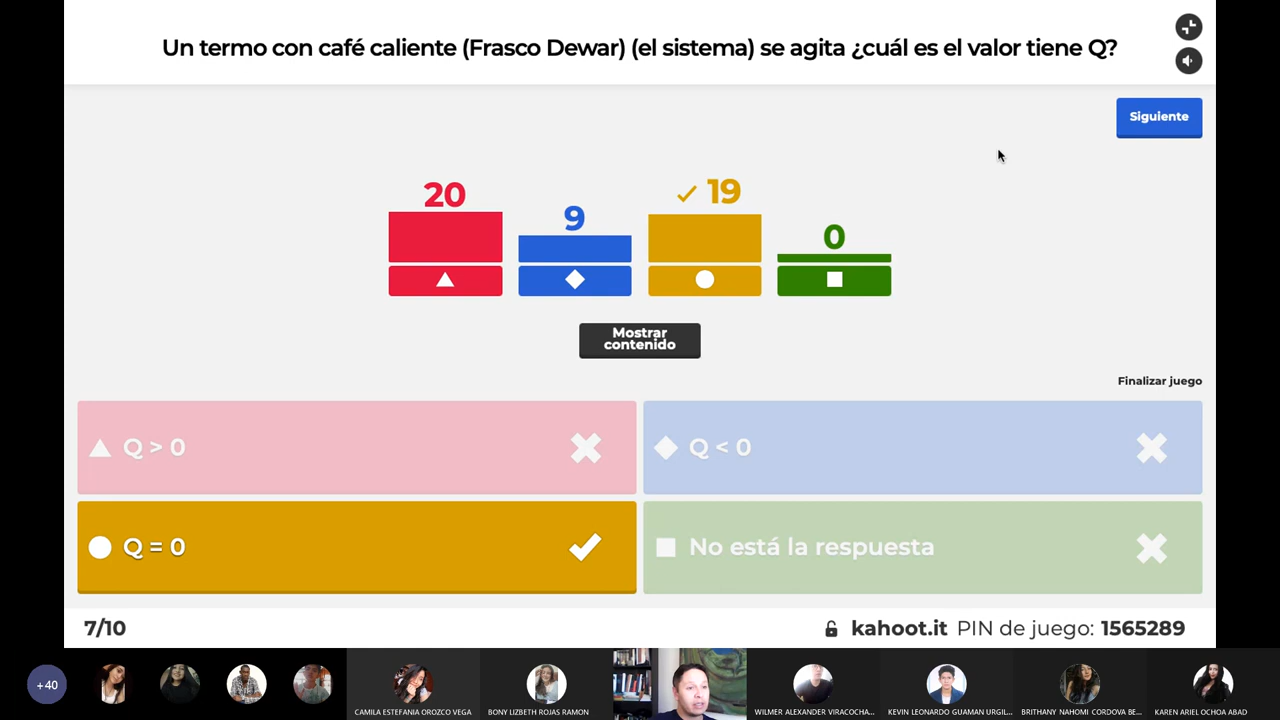 Un termo con café caliente (Frasco Dewar) (el sistema) se agita ¿cuál es el valor tiene Q?
Siguiente
20
9
19
0
Mostrar
contenido
Finalizar juego
Q > 0
Q < 0
Q = 0
No está la respuesta
7/10
kahoot.it PIN de juego: 1565289
+40
CAMILA ESTEFANIA OROZCO VEGA
BONY LIZBETH ROJAS RAMON
WILMER ALEXANDER VIRACOCHA...
KEVIN LEONARDO GUAMAN URGIL...
BRITHANY NAHOMI CORDOVA BE...
KAREN ARIEL OCHOA ABAD